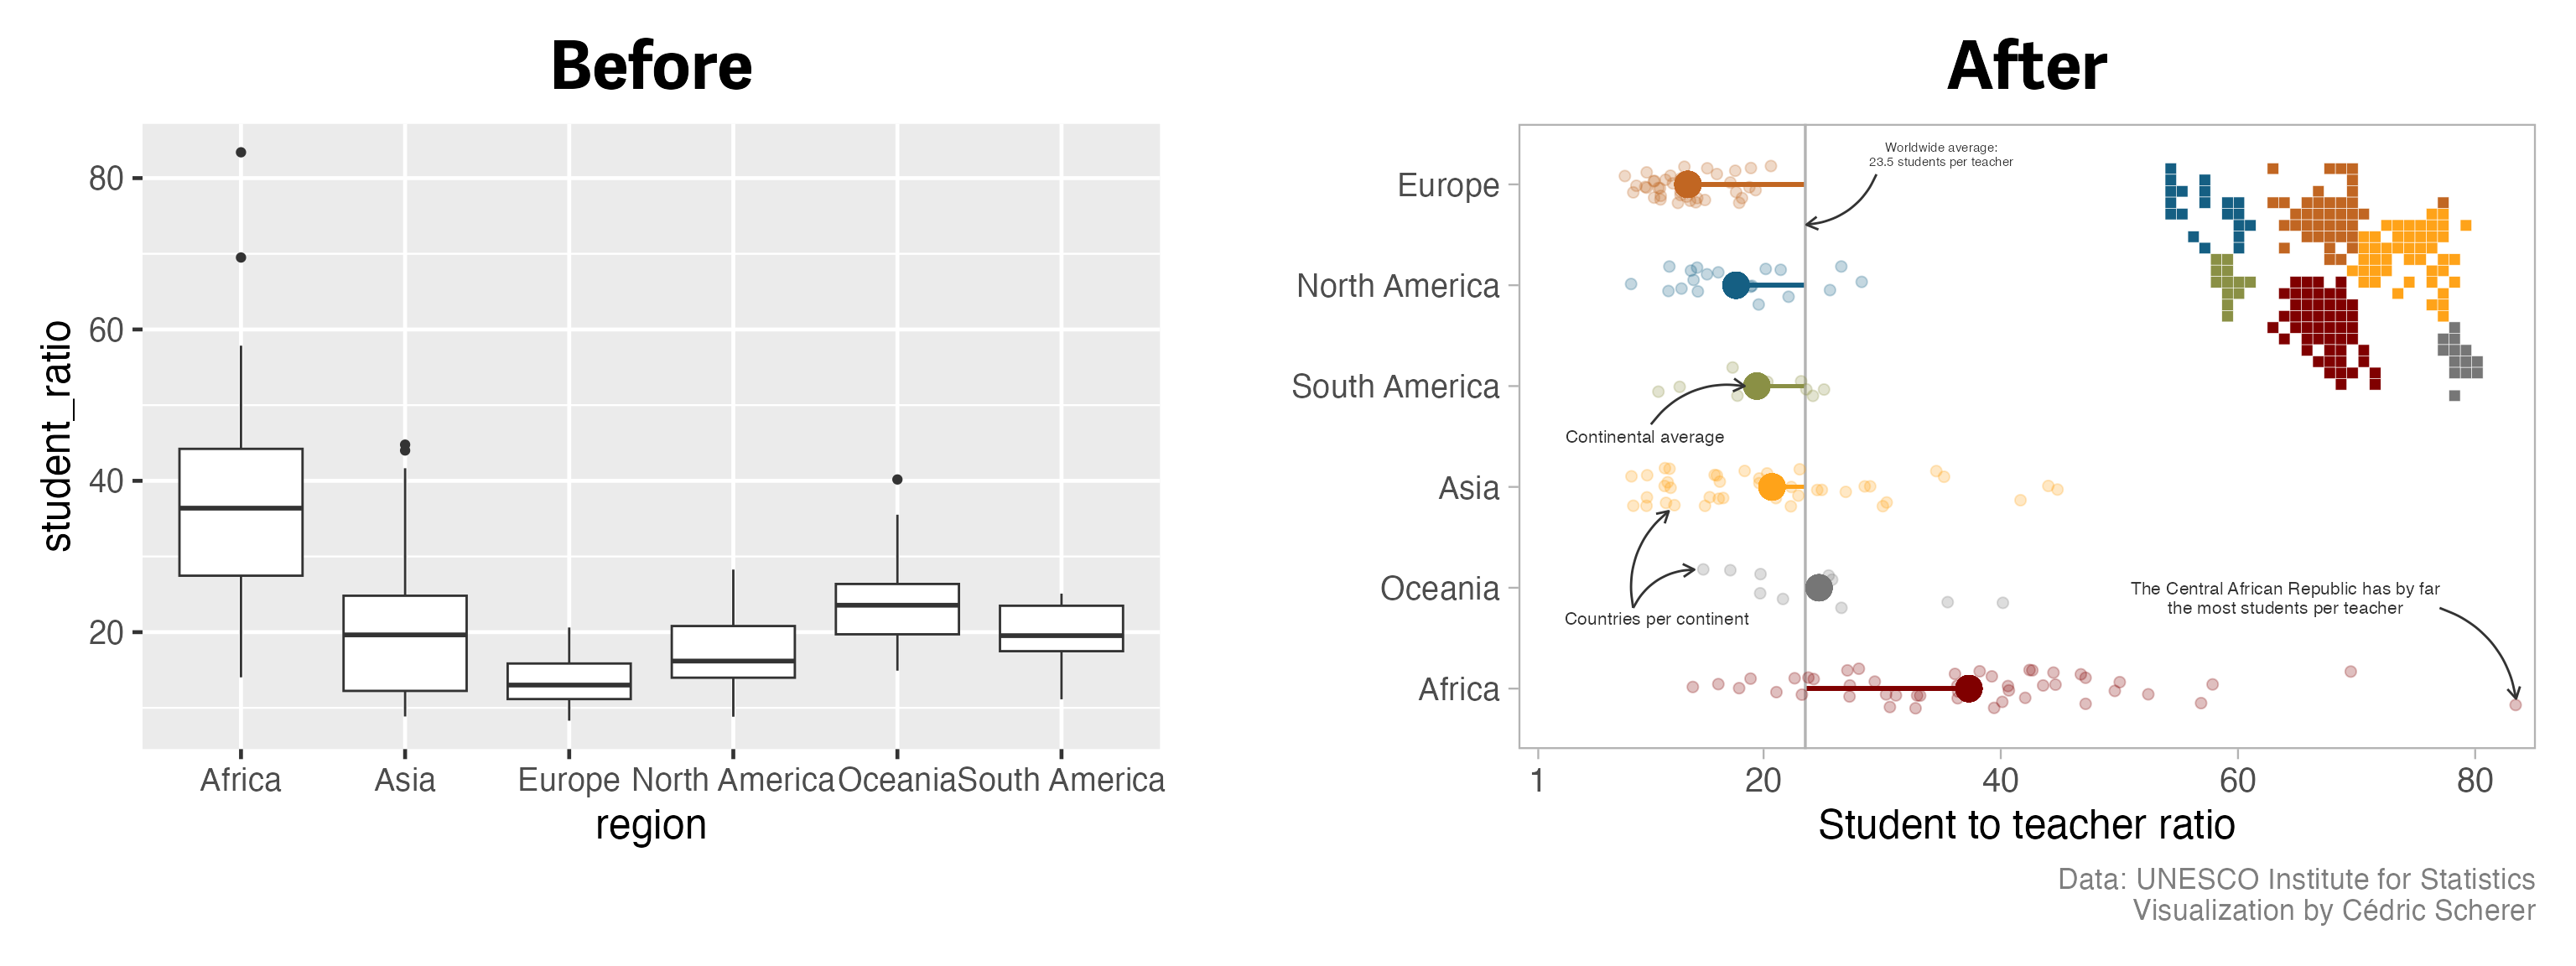 Before
80
60
40
20
student_ratio
Africa
Asia
Europe
North America
Oceania
South America
region
After
Worldwide average:
23.5 students per teacher
Europe
North America
South America
Continental average
Asia
Oceania
Countries per continent
The Central African Republic has by far
the most students per teacher
Africa
1
20
40
60
80
Student to teacher ratio
Data: UNESCO Institute for Statistics
Visualization by Cédric Scherer